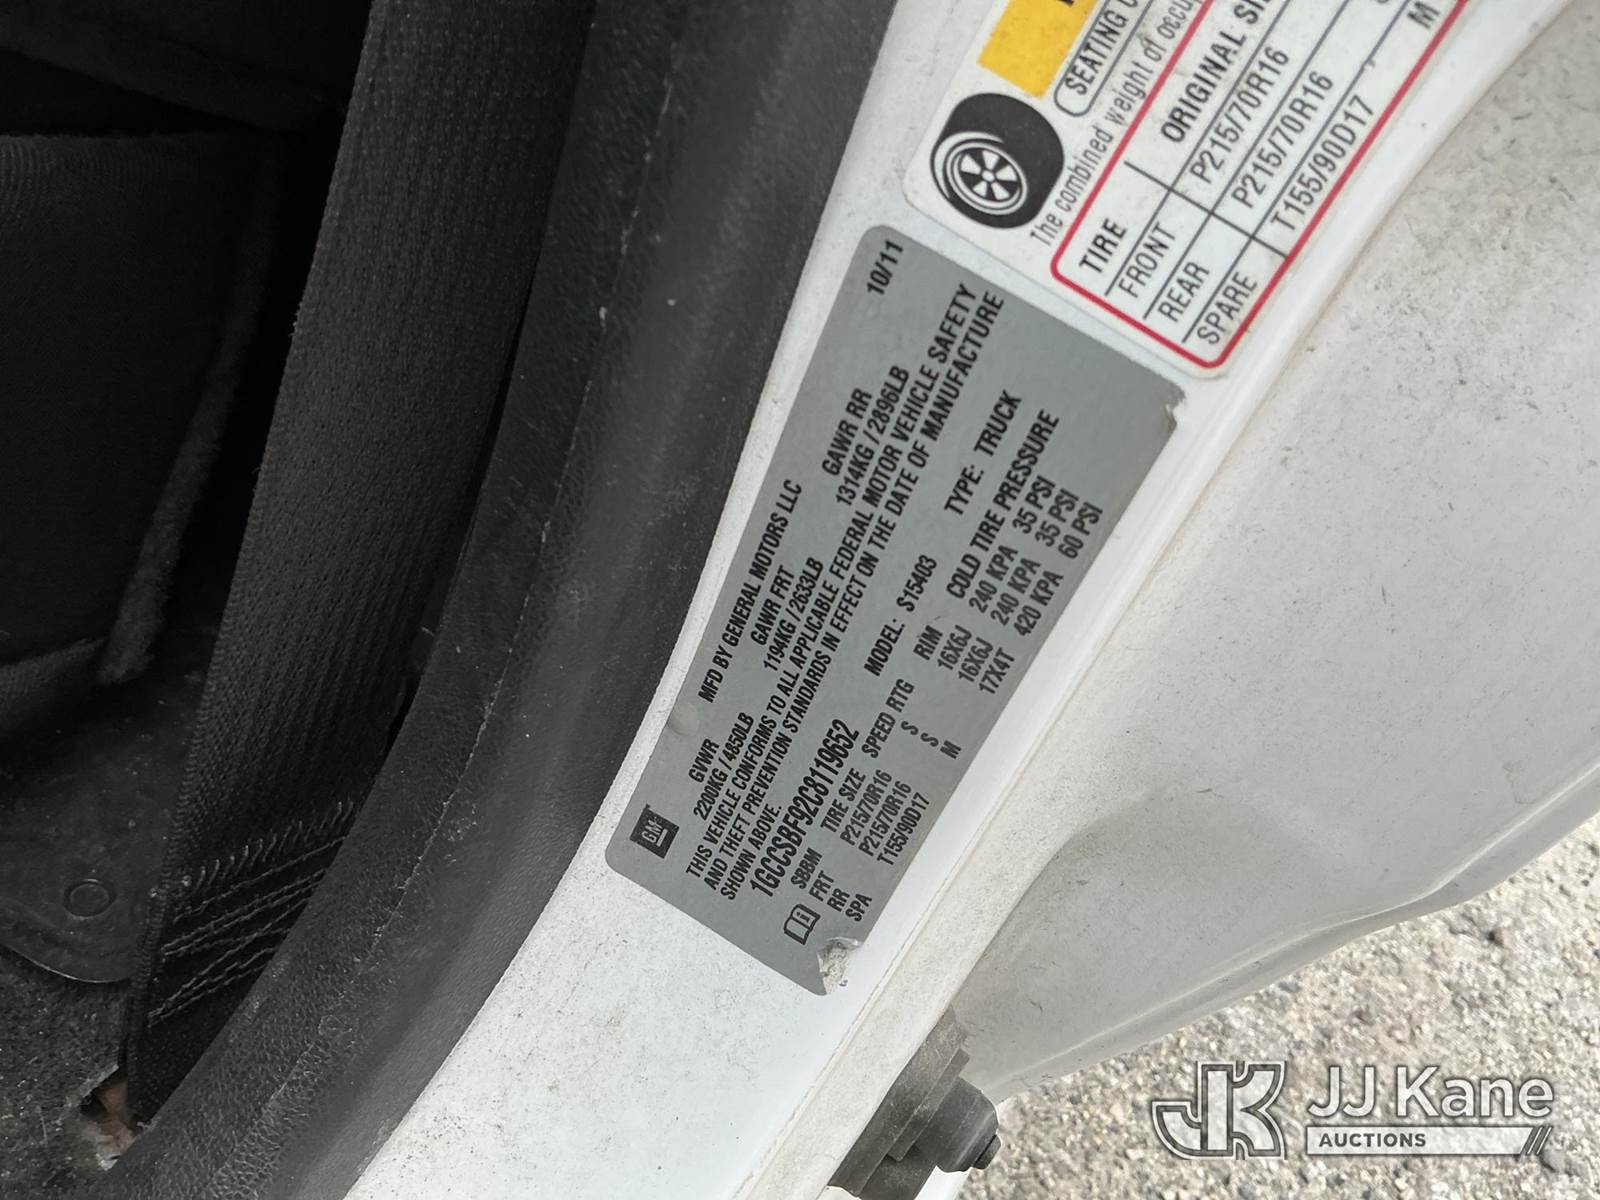 SEATING
The combined weight of occup
ORIGINAL SI
TIRE
FRONT P215/70R16
REAR P215/70R16
SPARE T155/90D17 M
MFD BY GENERAL MOTORS LLC 10/11
GVWR GAWR FRT GAWR RR
2200KG / 4850LB 1194KG / 2633LB 1314KG / 2896LB
THIS VEHICLE CONFORMS TO ALL APPLICABLE FEDERAL MOTOR VEHICLE SAFETY
AND THEFT PREVENTION STANDARDS IN EFFECT ON THE DATE OF MANUFACTURE
SHOWN ABOVE.
1GCCSBF92C8119652 MODEL: S15403 TYPE: TRUCK
SBBM TIRE SIZE SPEED RTG RIM COLD TIRE PRESSURE
FRT P215/70R16 S 16X6J 240 KPA 35 PSI
RR P215/70R16 S 16X6J 240 KPA 35 PSI
SPA T155/90D17 M 17X4T 420 KPA 60 PSI
GM
JK JJ Kane
AUCTIONS